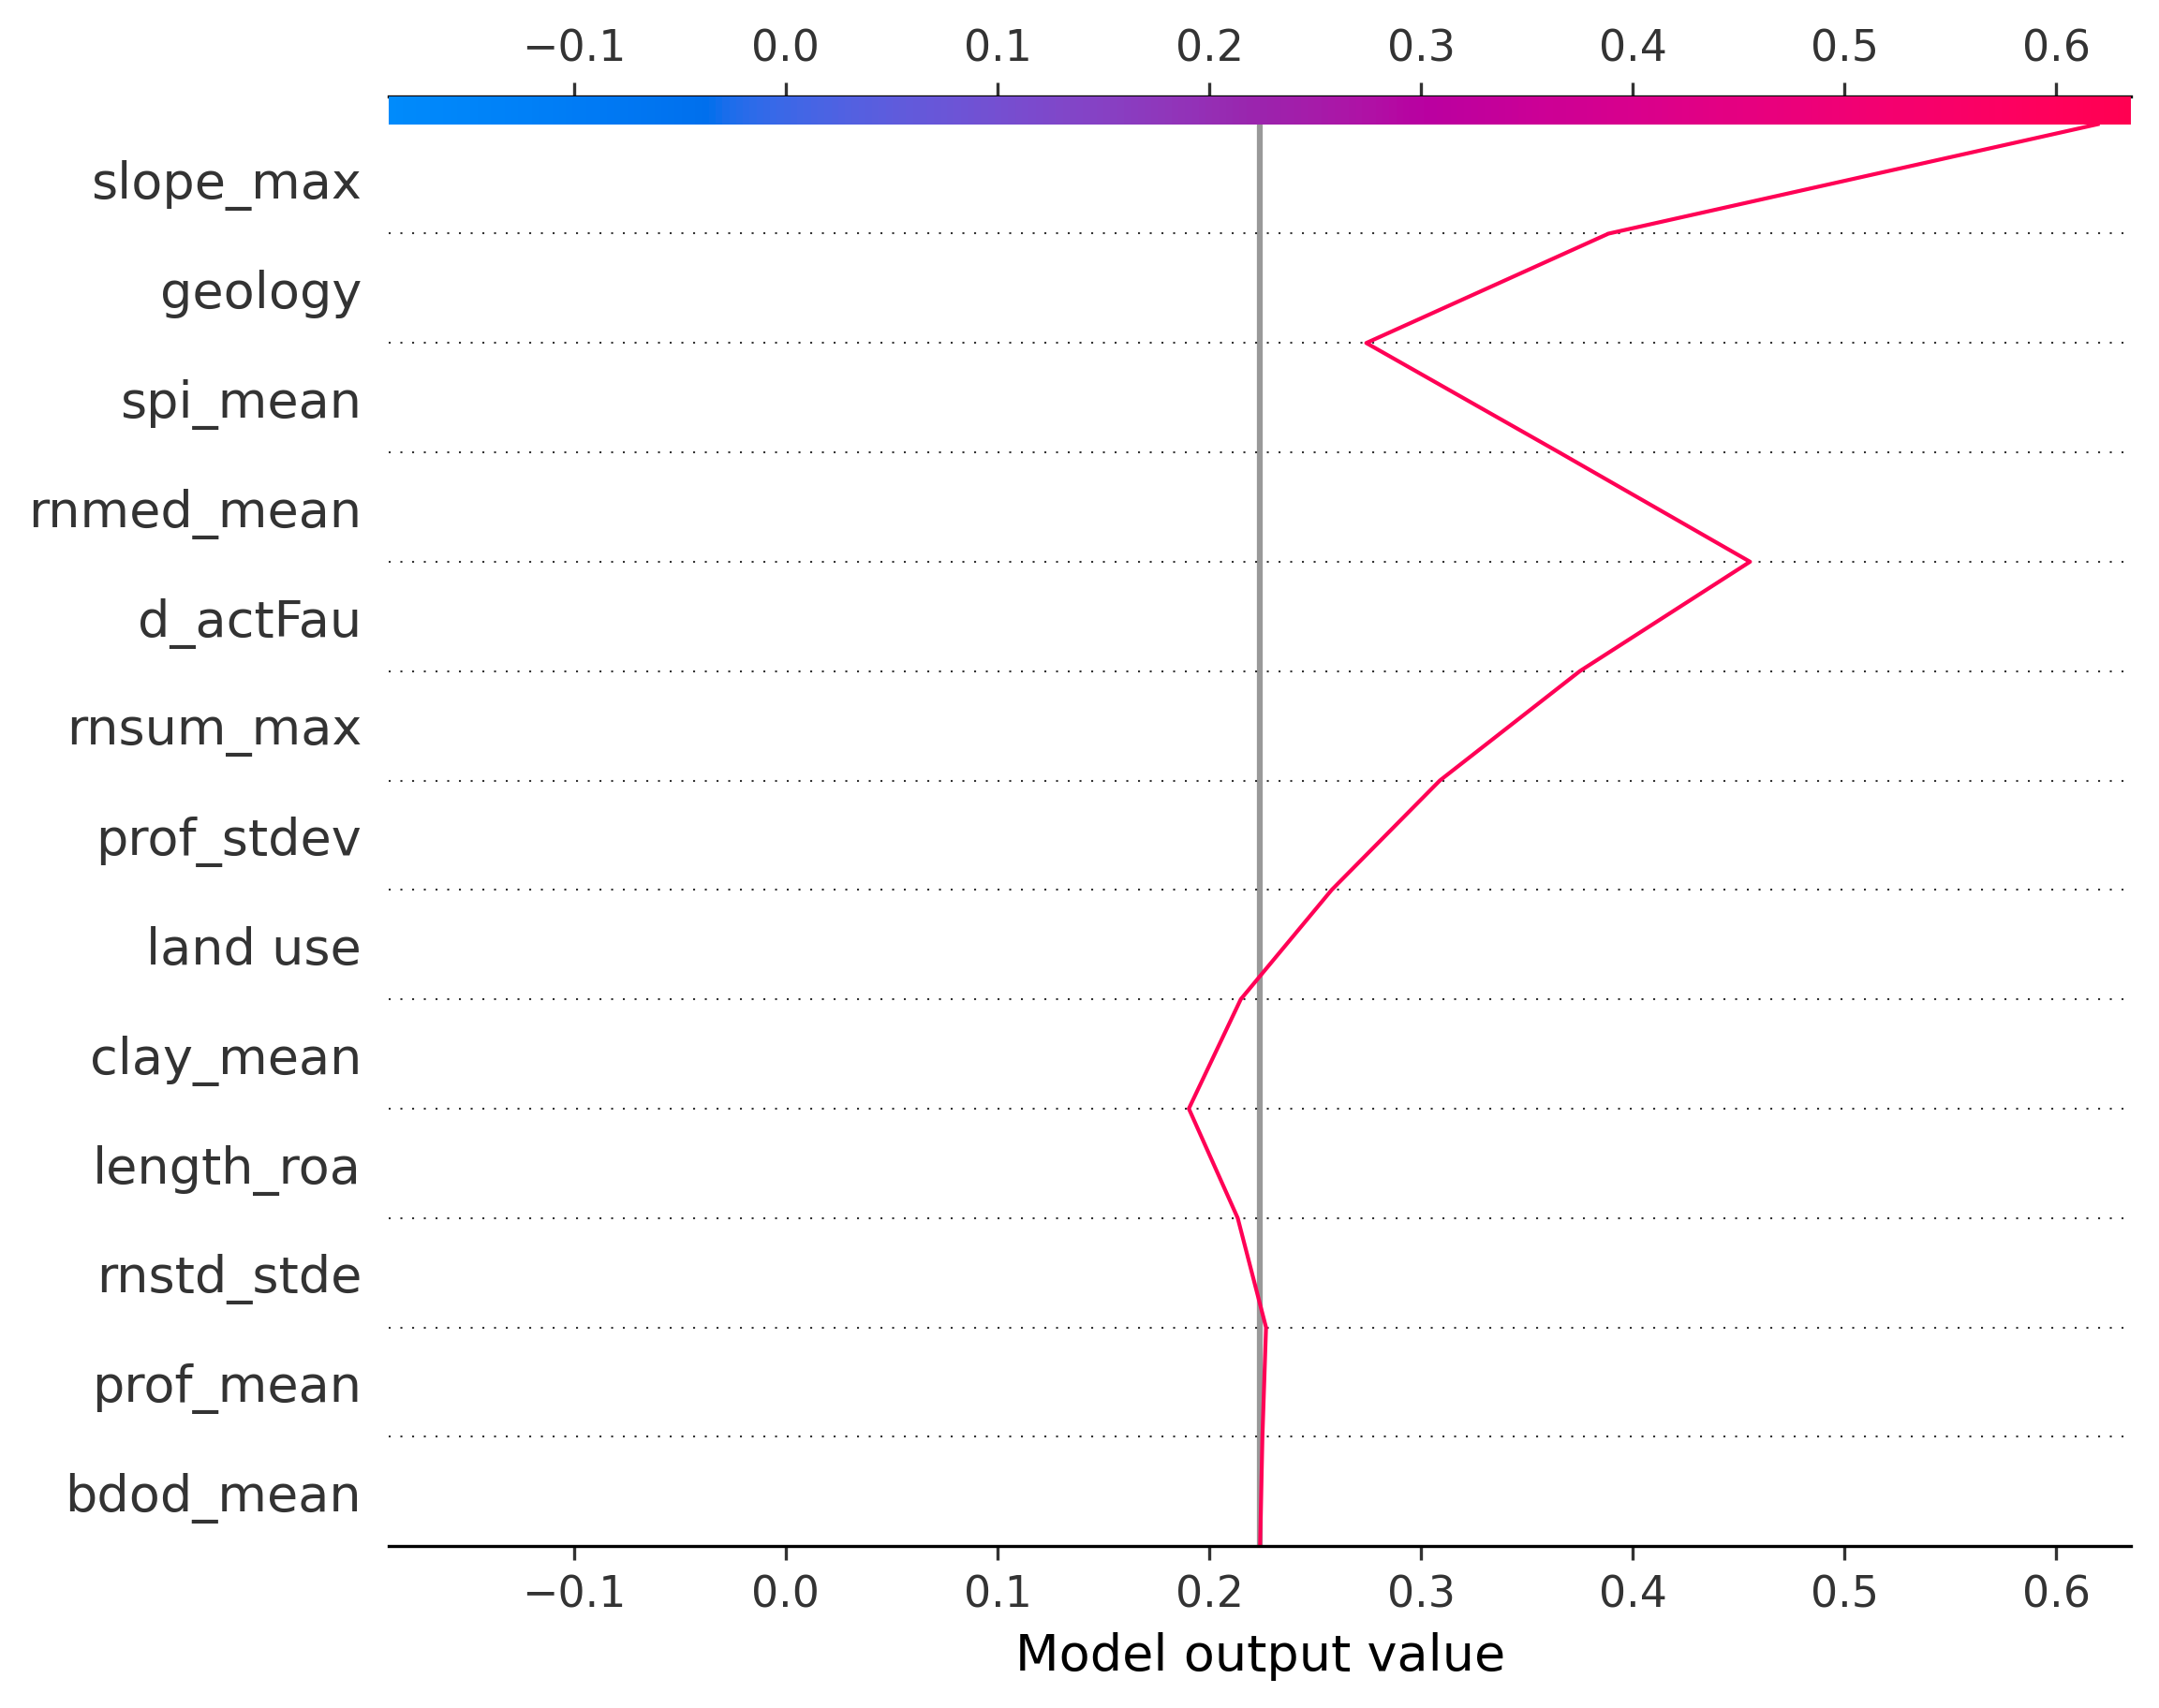 −0.1 0.0 0.1 0.2 0.3 0.4 0.5 0.6
slope_max
geology
spi_mean
rnmed_mean
d_actFau
rnsum_max
prof_stdev
land use
clay_mean
length_roa
rnstd_stde
prof_mean
bdod_mean
−0.1 0.0 0.1 0.2 0.3 0.4 0.5 0.6
Model output value